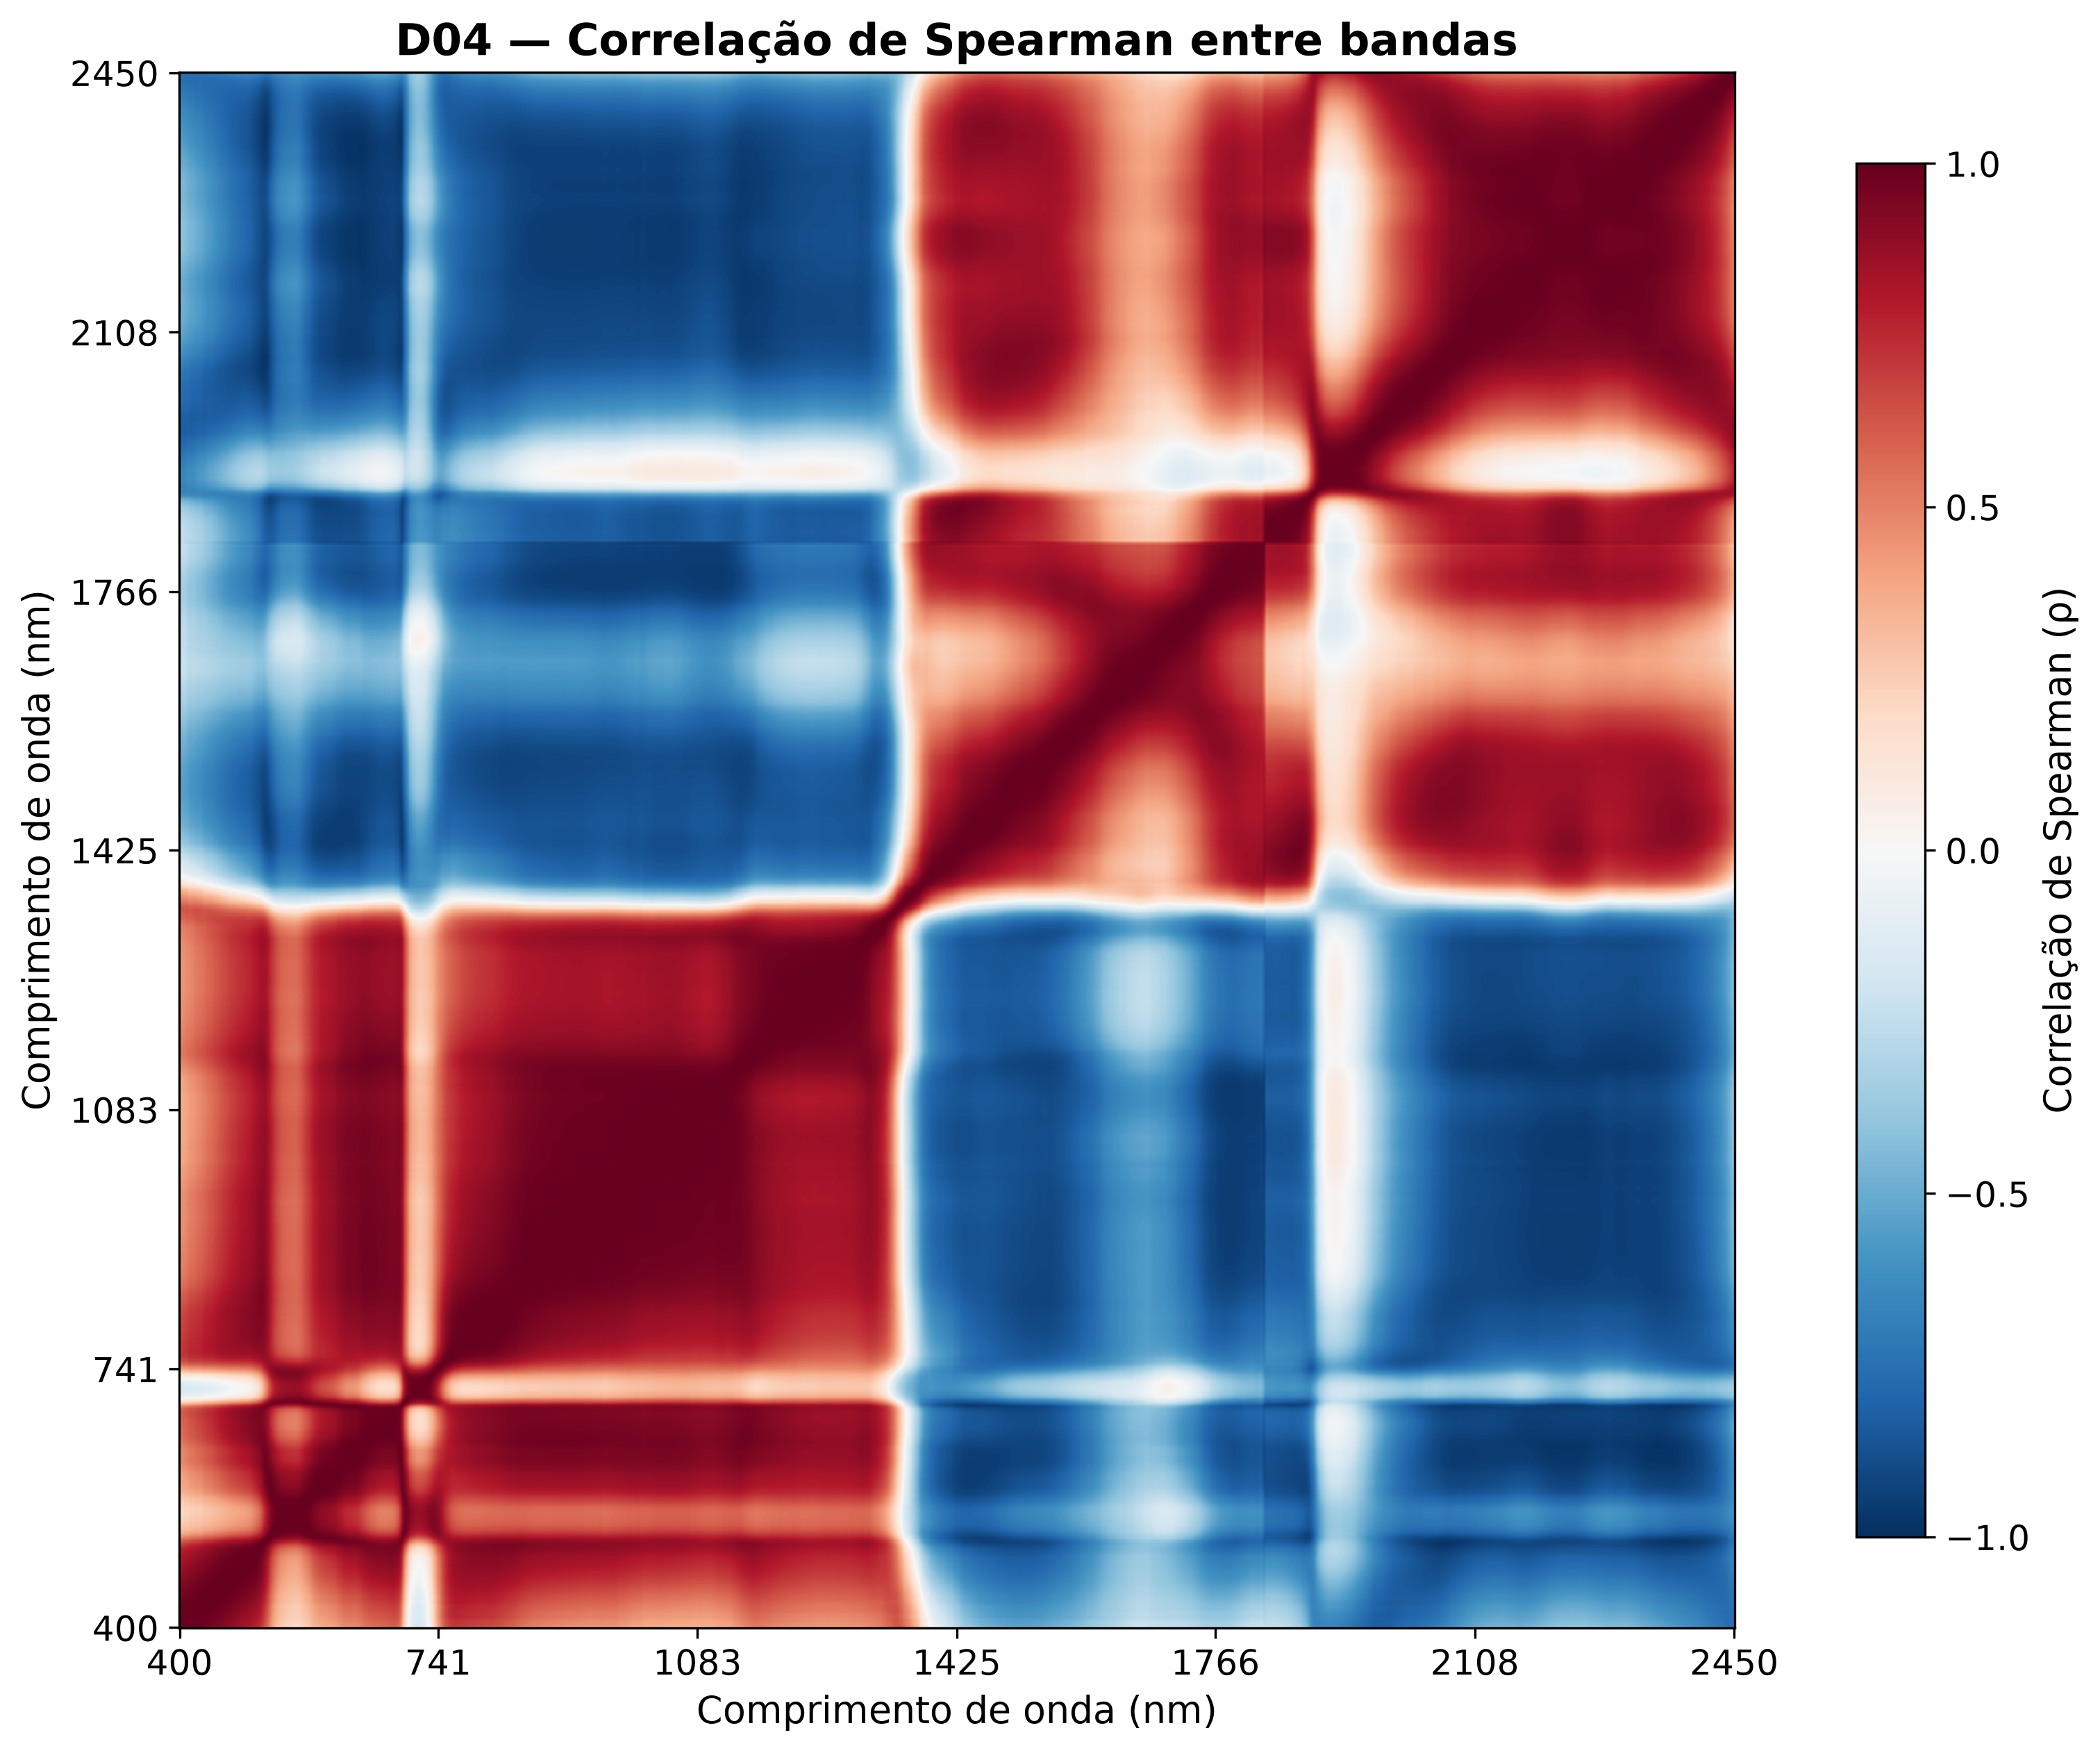 D04 — Correlação de Spearman entre bandas
2450
2108
1766
1425
1083
741
400
Comprimento de onda (nm)
400 741 1083 1425 1766 2108 2450
Comprimento de onda (nm)
1.0
0.5
0.0
−0.5
−1.0
Correlação de Spearman (ρ)